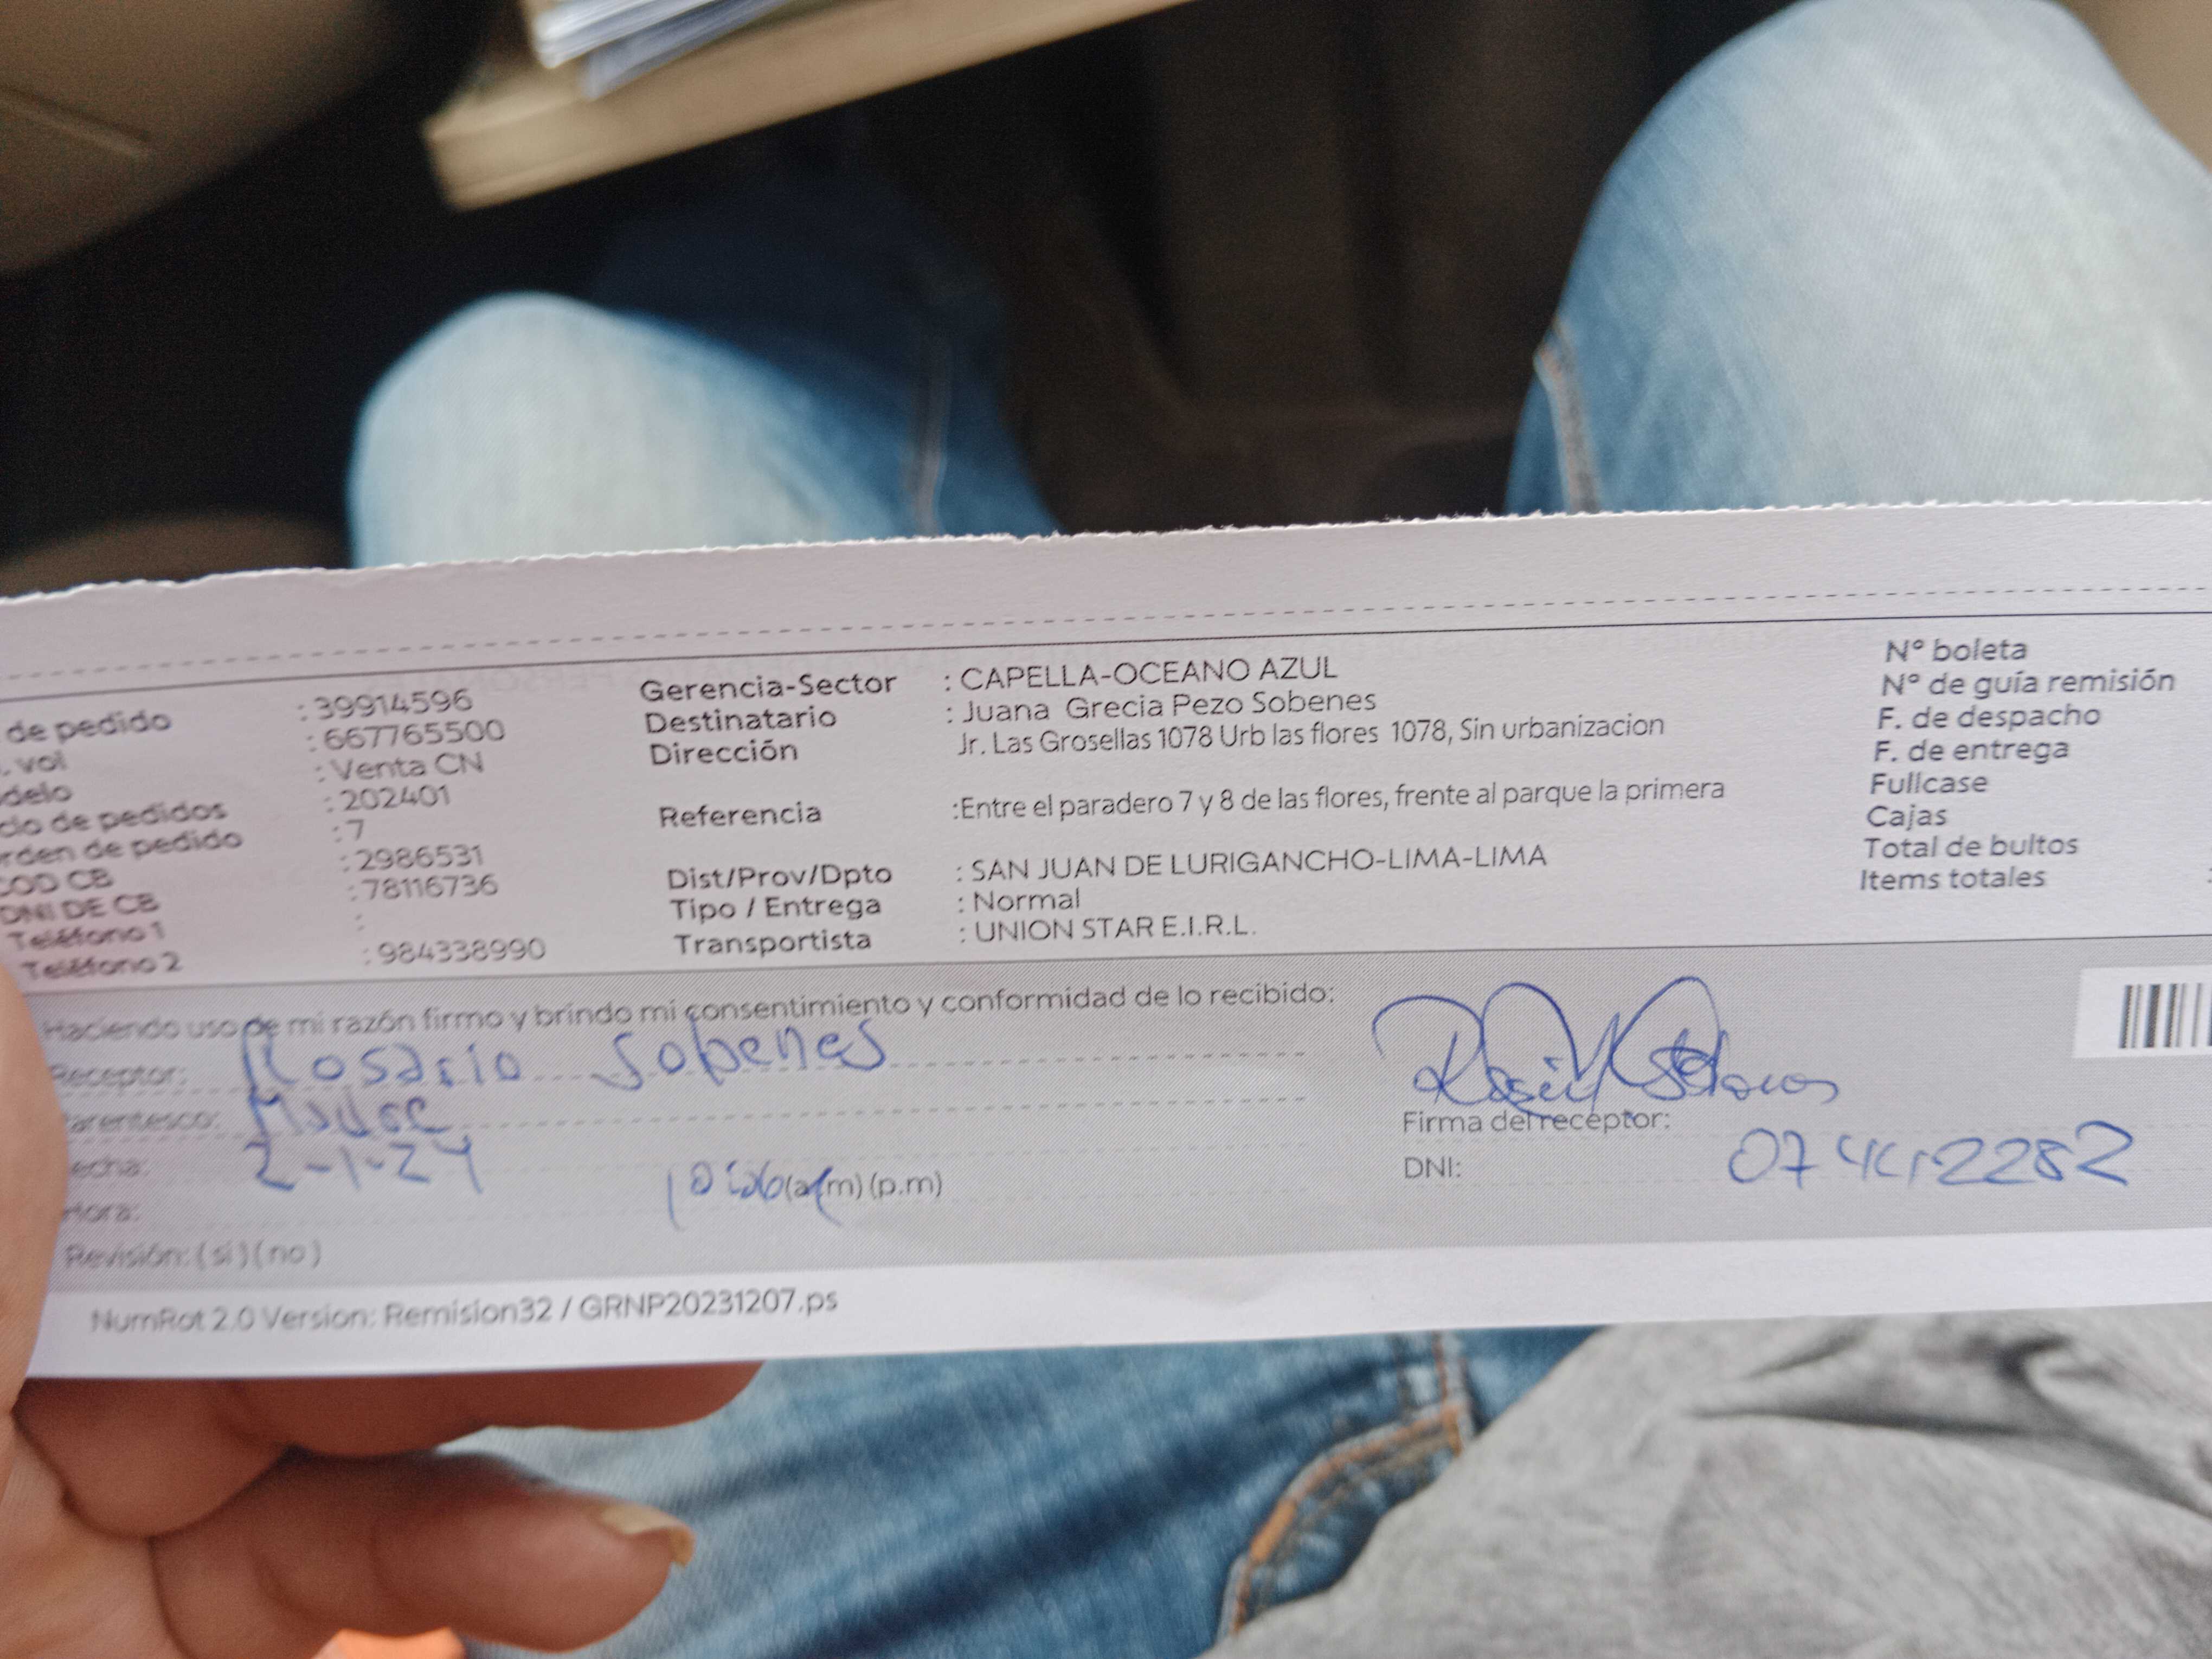 de pedido : 39914596
. vol : 667765500
delo : Venta CN
clo de pedidos : 202401
rden de pedido : 7
COD CB : 2986531
DNI DE CB : 78116736
Teléfono 1 :
Teléfono 2 : 984338990
Gerencia-Sector : CAPELLA-OCEANO AZUL
Destinatario : Juana Grecia Pezo Sobenes
Dirección Jr. Las Grosellas 1078 Urb las flores 1078, Sin urbanizacion
Referencia :Entre el paradero 7 y 8 de las flores, frente al parque la primera
Dist/Prov/Dpto : SAN JUAN DE LURIGANCHO-LIMA-LIMA
Tipo / Entrega : Normal
Transportista : UNION STAR E.I.R.L.
N° boleta
N° de guía remisión
F. de despacho
F. de entrega
Fullcase
Cajas
Total de bultos
Items totales :
Haciendo uso de mi razón firmo y brindo mi consentimiento y conformidad de lo recibido:
Receptor: Rosario Sobenes
Parentesco: Madre
echa: 2-1-24
Hora: (a.m) (p.m)
Revisión: (si) (no)
Firma del receptor:
DNI:
NumRot 2.0 Version: Remision32 / GRNP20231207.ps